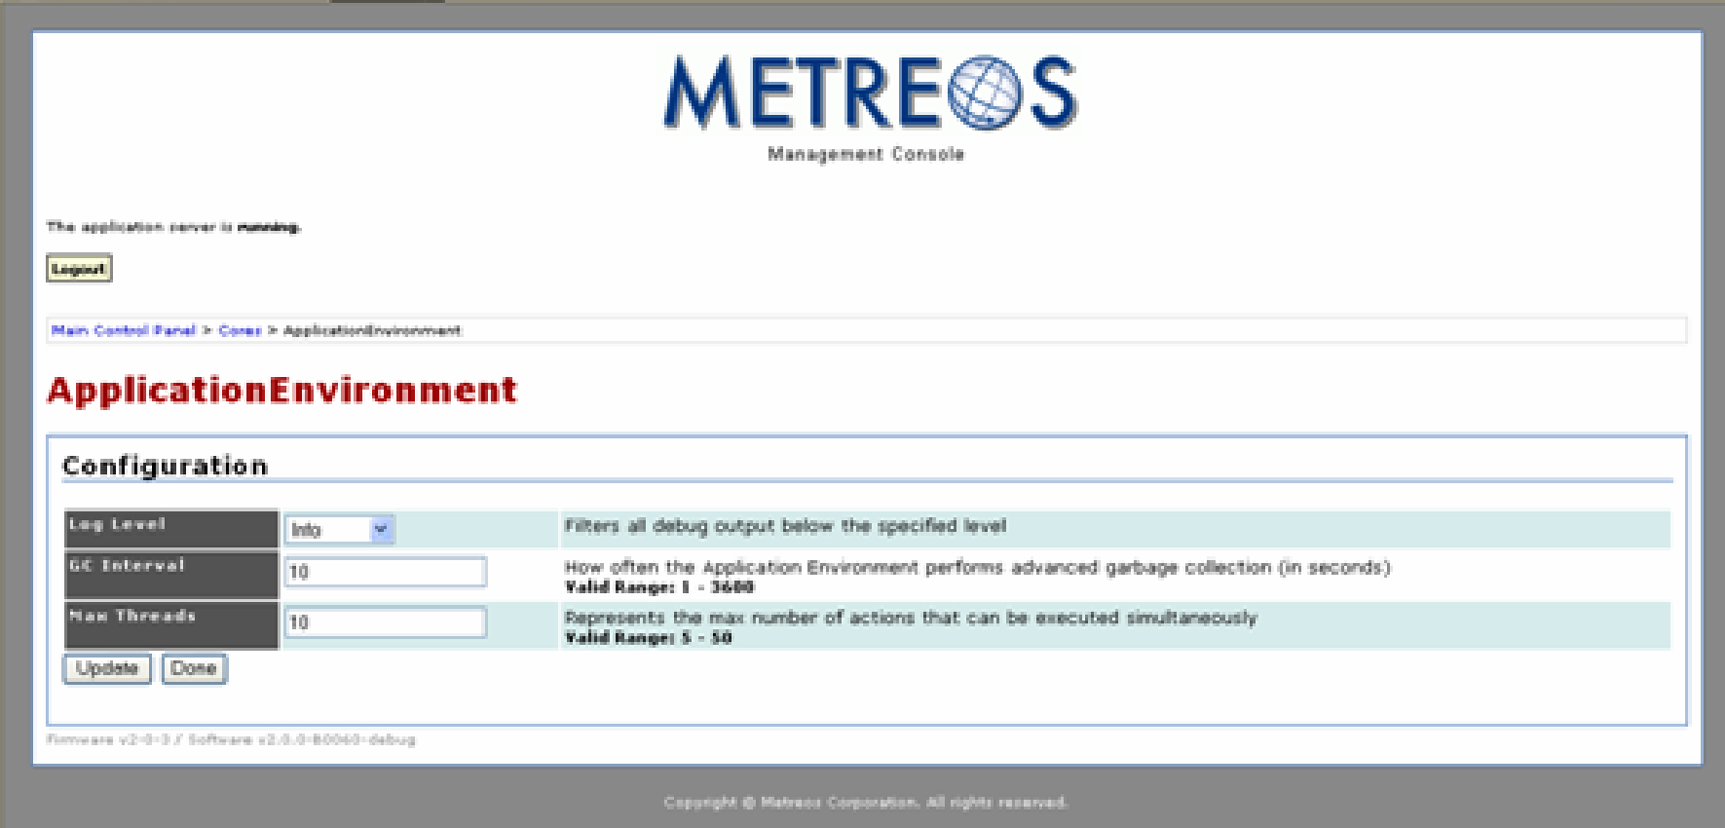 METREOS
Management Console
The application server is running.
Logout
Main Control Panel > Cores > ApplicationEnvironment
ApplicationEnvironment
Configuration
Log Level Info Filters all debug output below the specified level
GC Interval 10 How often the Application Environment performs advanced garbage collection (in seconds)
Valid Range: 1 - 3600
Max Threads 10 Represents the max number of actions that can be executed simultaneously
Valid Range: 5 - 50
Update Done
Firmware v2-0-3 / Software v2.0.0-B0060-debug
Copyright © Metreos Corporation. All rights reserved.